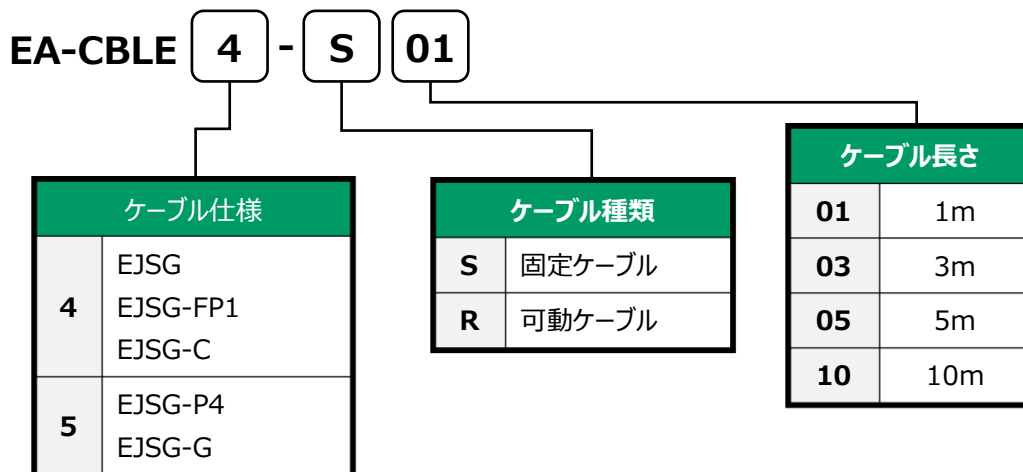 EA-CBLE 4 - S 01
ケーブル仕様
4
EJSG
EJSG-FP1
EJSG-C
5
EJSG-P4
EJSG-G
ケーブル種類
S 固定ケーブル
R 可動ケーブル
ケーブル長さ
01 1m
03 3m
05 5m
10 10m